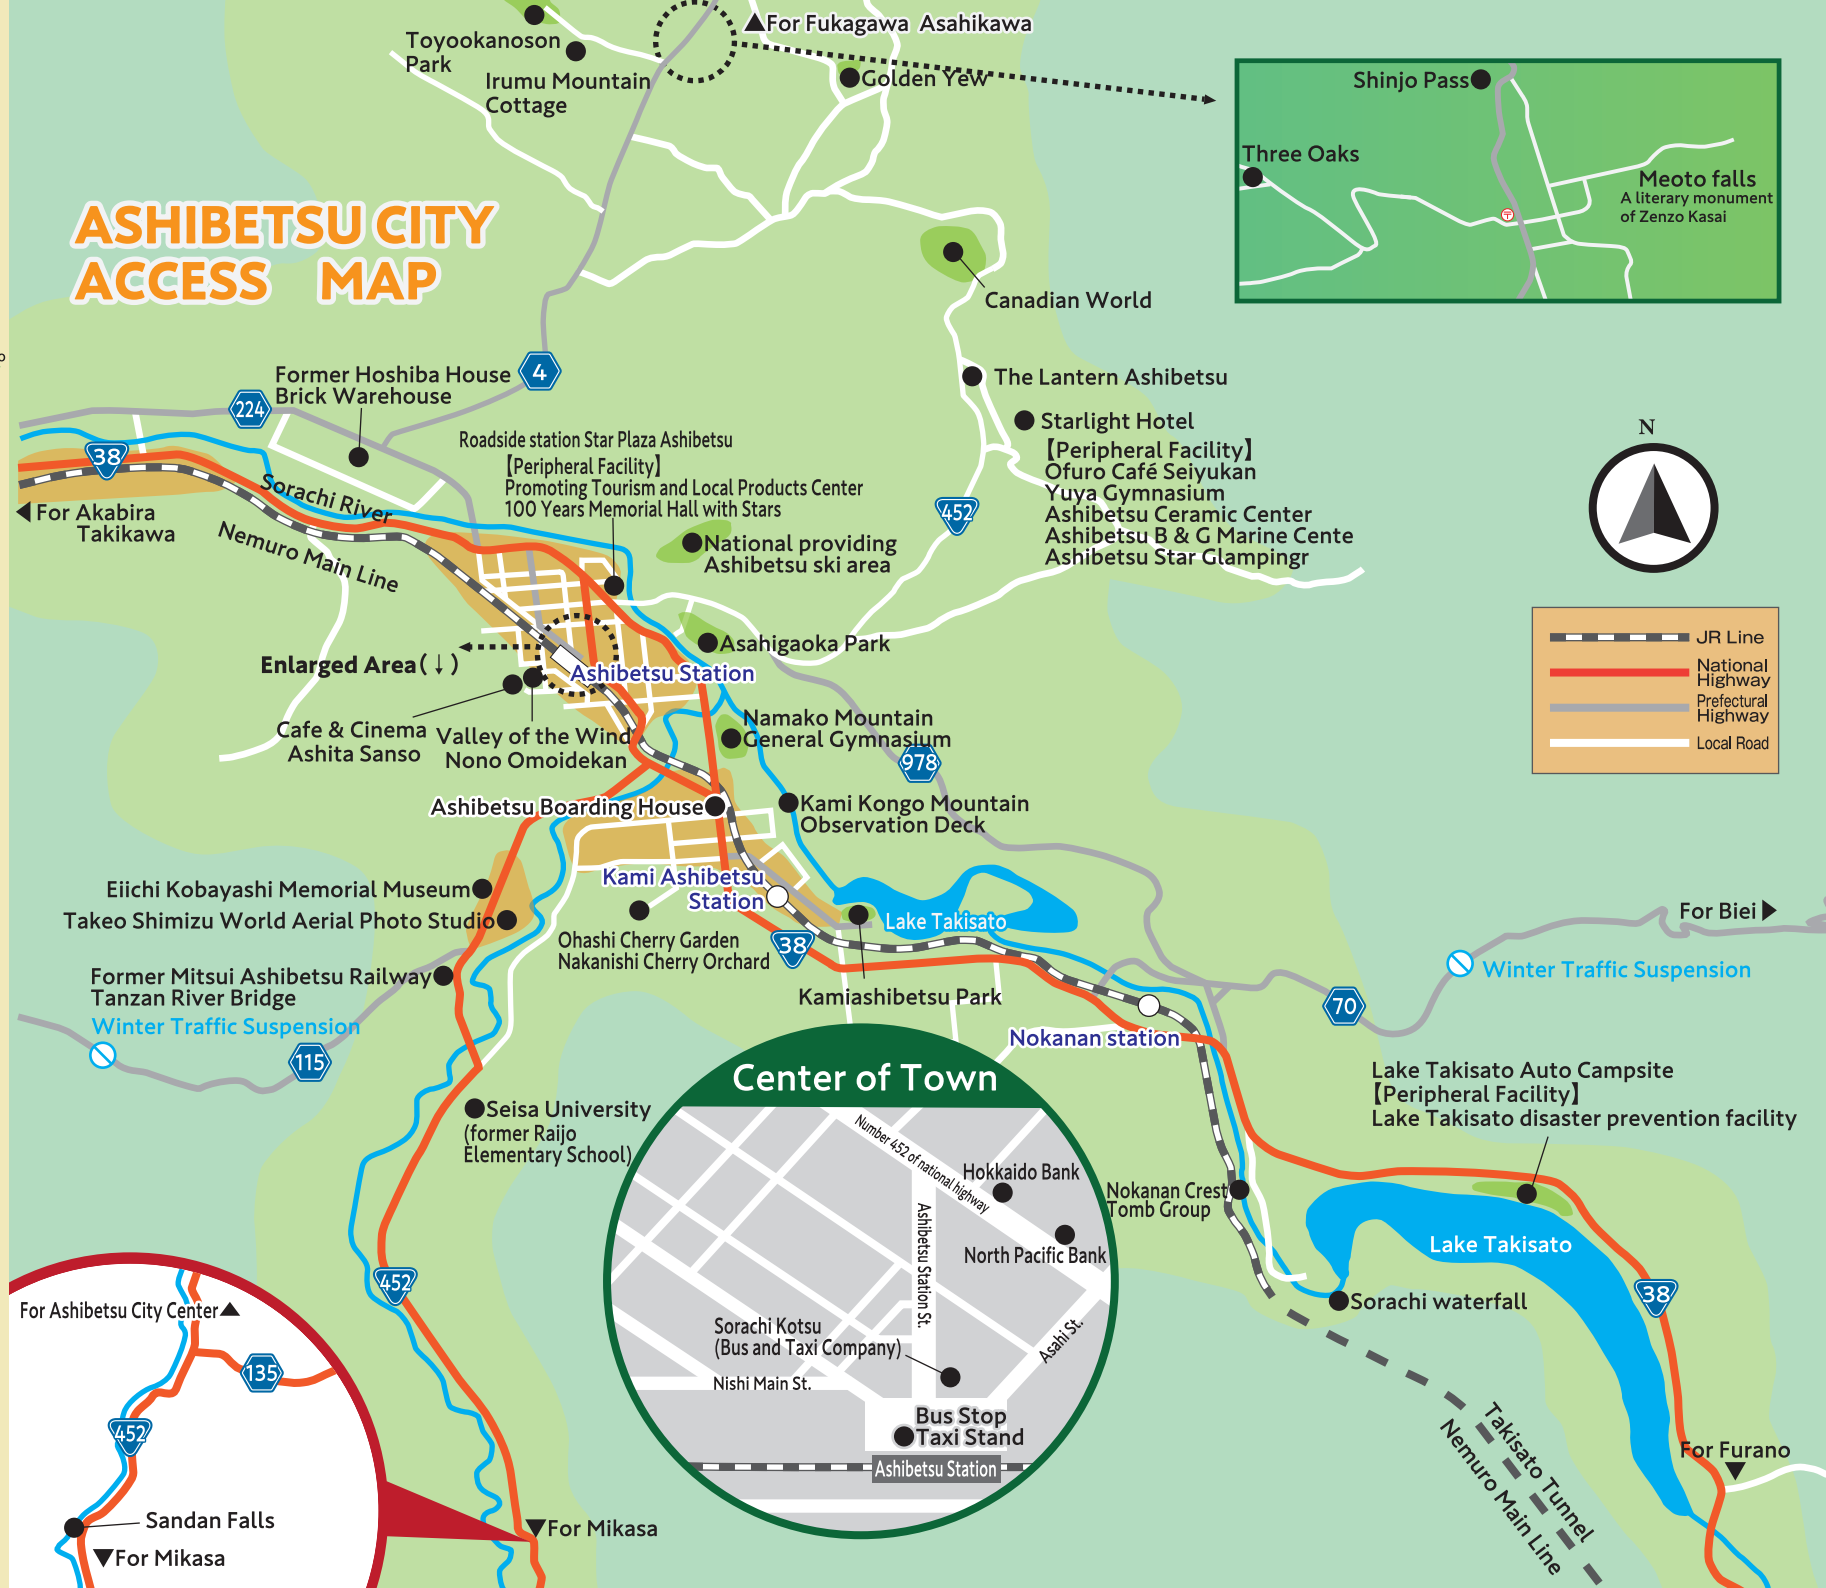 Toyookanoson
Park
Irumu Mountain
Cottage
▲For Fukagawa Asahikawa
Golden Yew
Shinjo Pass
Three Oaks
Meoto falls
A literary monument
of Zenzo Kasai
〒
ASHIBETSU CITY
ACCESS MAP
Canadian World
4
224
Former Hoshiba House
Brick Warehouse
The Lantern Ashibetsu
Starlight Hotel
【Peripheral Facility】
Ofuro Café Seiyukan
Yuya Gymnasium
Ashibetsu Ceramic Center
Ashibetsu B & G Marine Cente
Ashibetsu Star Glampingr
N
38
Roadside station Star Plaza Ashibetsu
【Peripheral Facility】
Promoting Tourism and Local Products Center
100 Years Memorial Hall with Stars
Sorachi River
Nemuro Main Line
◀For Akabira
Takikawa
452
National providing
Ashibetsu ski area
Asahigaoka Park
Enlarged Area(↓)
Ashibetsu Station
JR Line
National
Highway
Prefectural
Highway
Local Road
Cafe & Cinema
Ashita Sanso
Valley of the Wind
Nono Omoidekan
Namako Mountain
General Gymnasium
978
Ashibetsu Boarding House
Kami Kongo Mountain
Observation Deck
Eiichi Kobayashi Memorial Museum
Takeo Shimizu World Aerial Photo Studio
Kami Ashibetsu
Station
Lake Takisato
Ohashi Cherry Garden
Nakanishi Cherry Orchard
38
For Biei▶
Winter Traffic Suspension
Former Mitsui Ashibetsu Railway
Tanzan River Bridge
Winter Traffic Suspension
115
Kamiashibetsu Park
70
Nokanan station
Lake Takisato Auto Campsite
【Peripheral Facility】
Lake Takisato disaster prevention facility
Seisa University
(former Raijo
Elementary School)
Center of Town
Number 452 of national highway
Hokkaido Bank
Ashibetsu Station St.
North Pacific Bank
Sorachi Kotsu
(Bus and Taxi Company)
Asahi St.
Nishi Main St.
Bus Stop
Taxi Stand
Ashibetsu Station
Nokanan Crest
Tomb Group
Lake Takisato
38
Sorachi waterfall
452
For Ashibetsu City Center▲
135
452
Sandan Falls
▼For Mikasa
▼For Mikasa
Takisato Tunnel
Nemuro Main Line
For Furano
▼